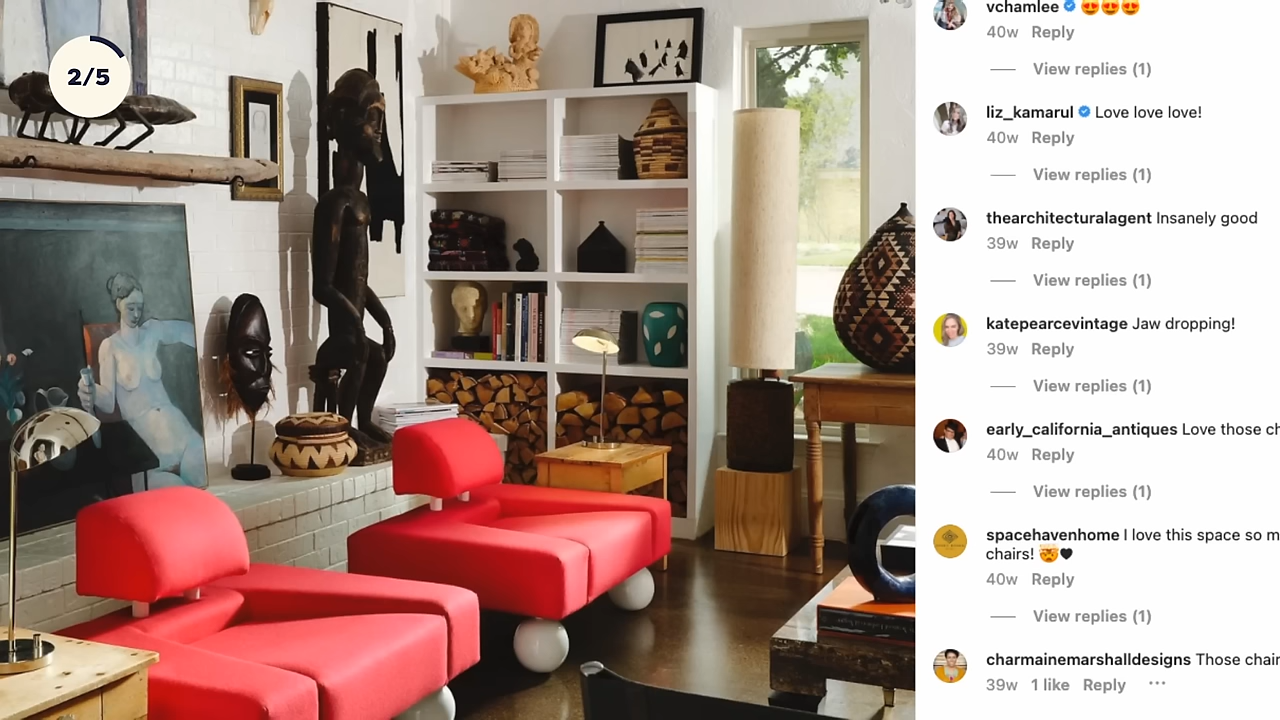 2/5
vchamlee 😍😍😍
40w Reply
View replies (1)
liz_kamarul Love love love!
40w Reply
View replies (1)
thearchitecturalagent Insanely good
39w Reply
View replies (1)
katepearcevintage Jaw dropping!
39w Reply
View replies (1)
early_california_antiques Love those ch
40w Reply
View replies (1)
spacehavenhome I love this space so m
chairs! 🤯🖤
40w Reply
View replies (1)
charmainemarshalldesigns Those chair
39w 1 like Reply ...